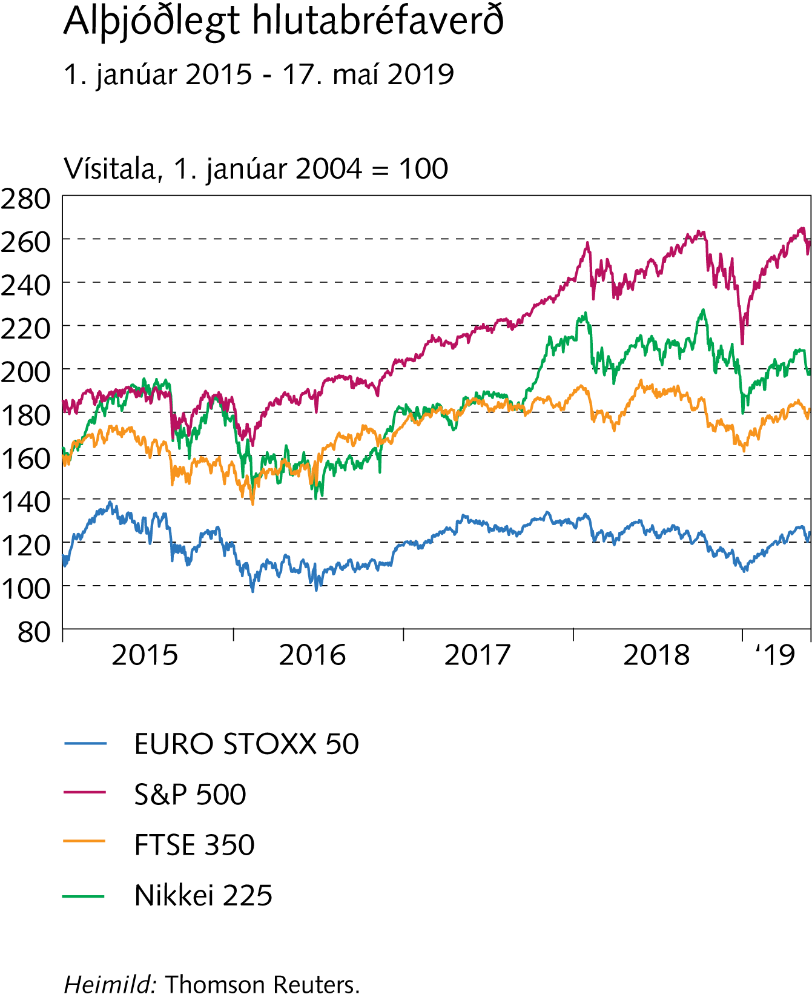 Alþjóðlegt hlutabréfaverð
1. janúar 2015 - 17. maí 2019
Vísitala, 1. janúar 2004 = 100
280
260
240
220
200
180
160
140
120
100
80
2015 2016 2017 2018 ‘19
EURO STOXX 50
S&P 500
FTSE 350
Nikkei 225
Heimild: Thomson Reuters.